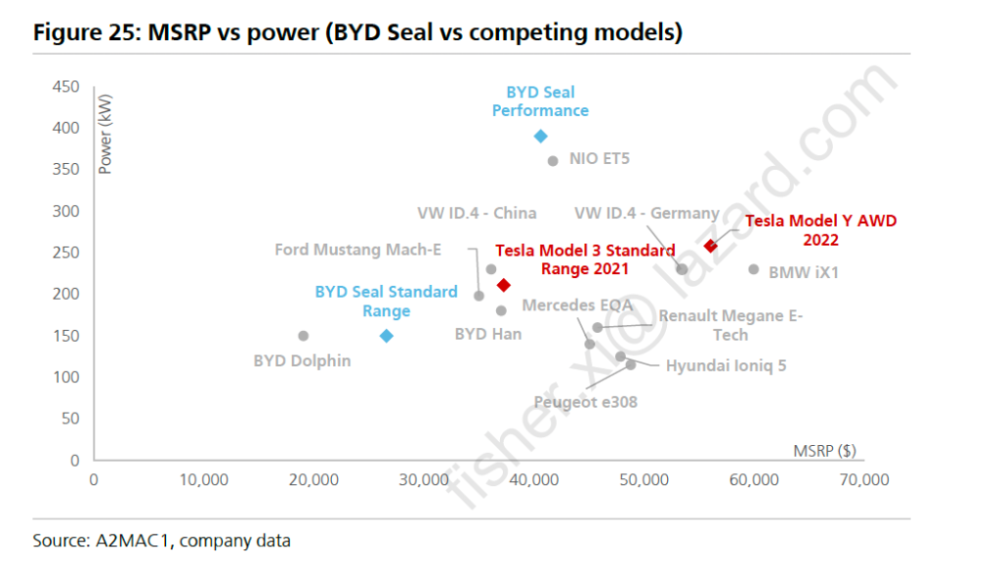 Figure 25: MSRP vs power (BYD Seal vs competing models)
450
400
350
300
250
200
150
100
50
0
Power (kW)
BYD Seal
Performance
NIO ET5
VW ID.4 - China
VW ID.4 - Germany
Tesla Model Y AWD
2022
Ford Mustang Mach-E
Tesla Model 3 Standard
Range 2021
BMW iX1
BYD Seal Standard
Range
Mercedes EQA
Renault Megane E-
Tech
BYD Han
BYD Dolphin
Hyundai Ioniq 5
Peugeot e308
MSRP ($)
0
10,000
20,000
30,000
40,000
50,000
60,000
70,000
fisher.xl@lazard.com
Source: A2MAC1, company data